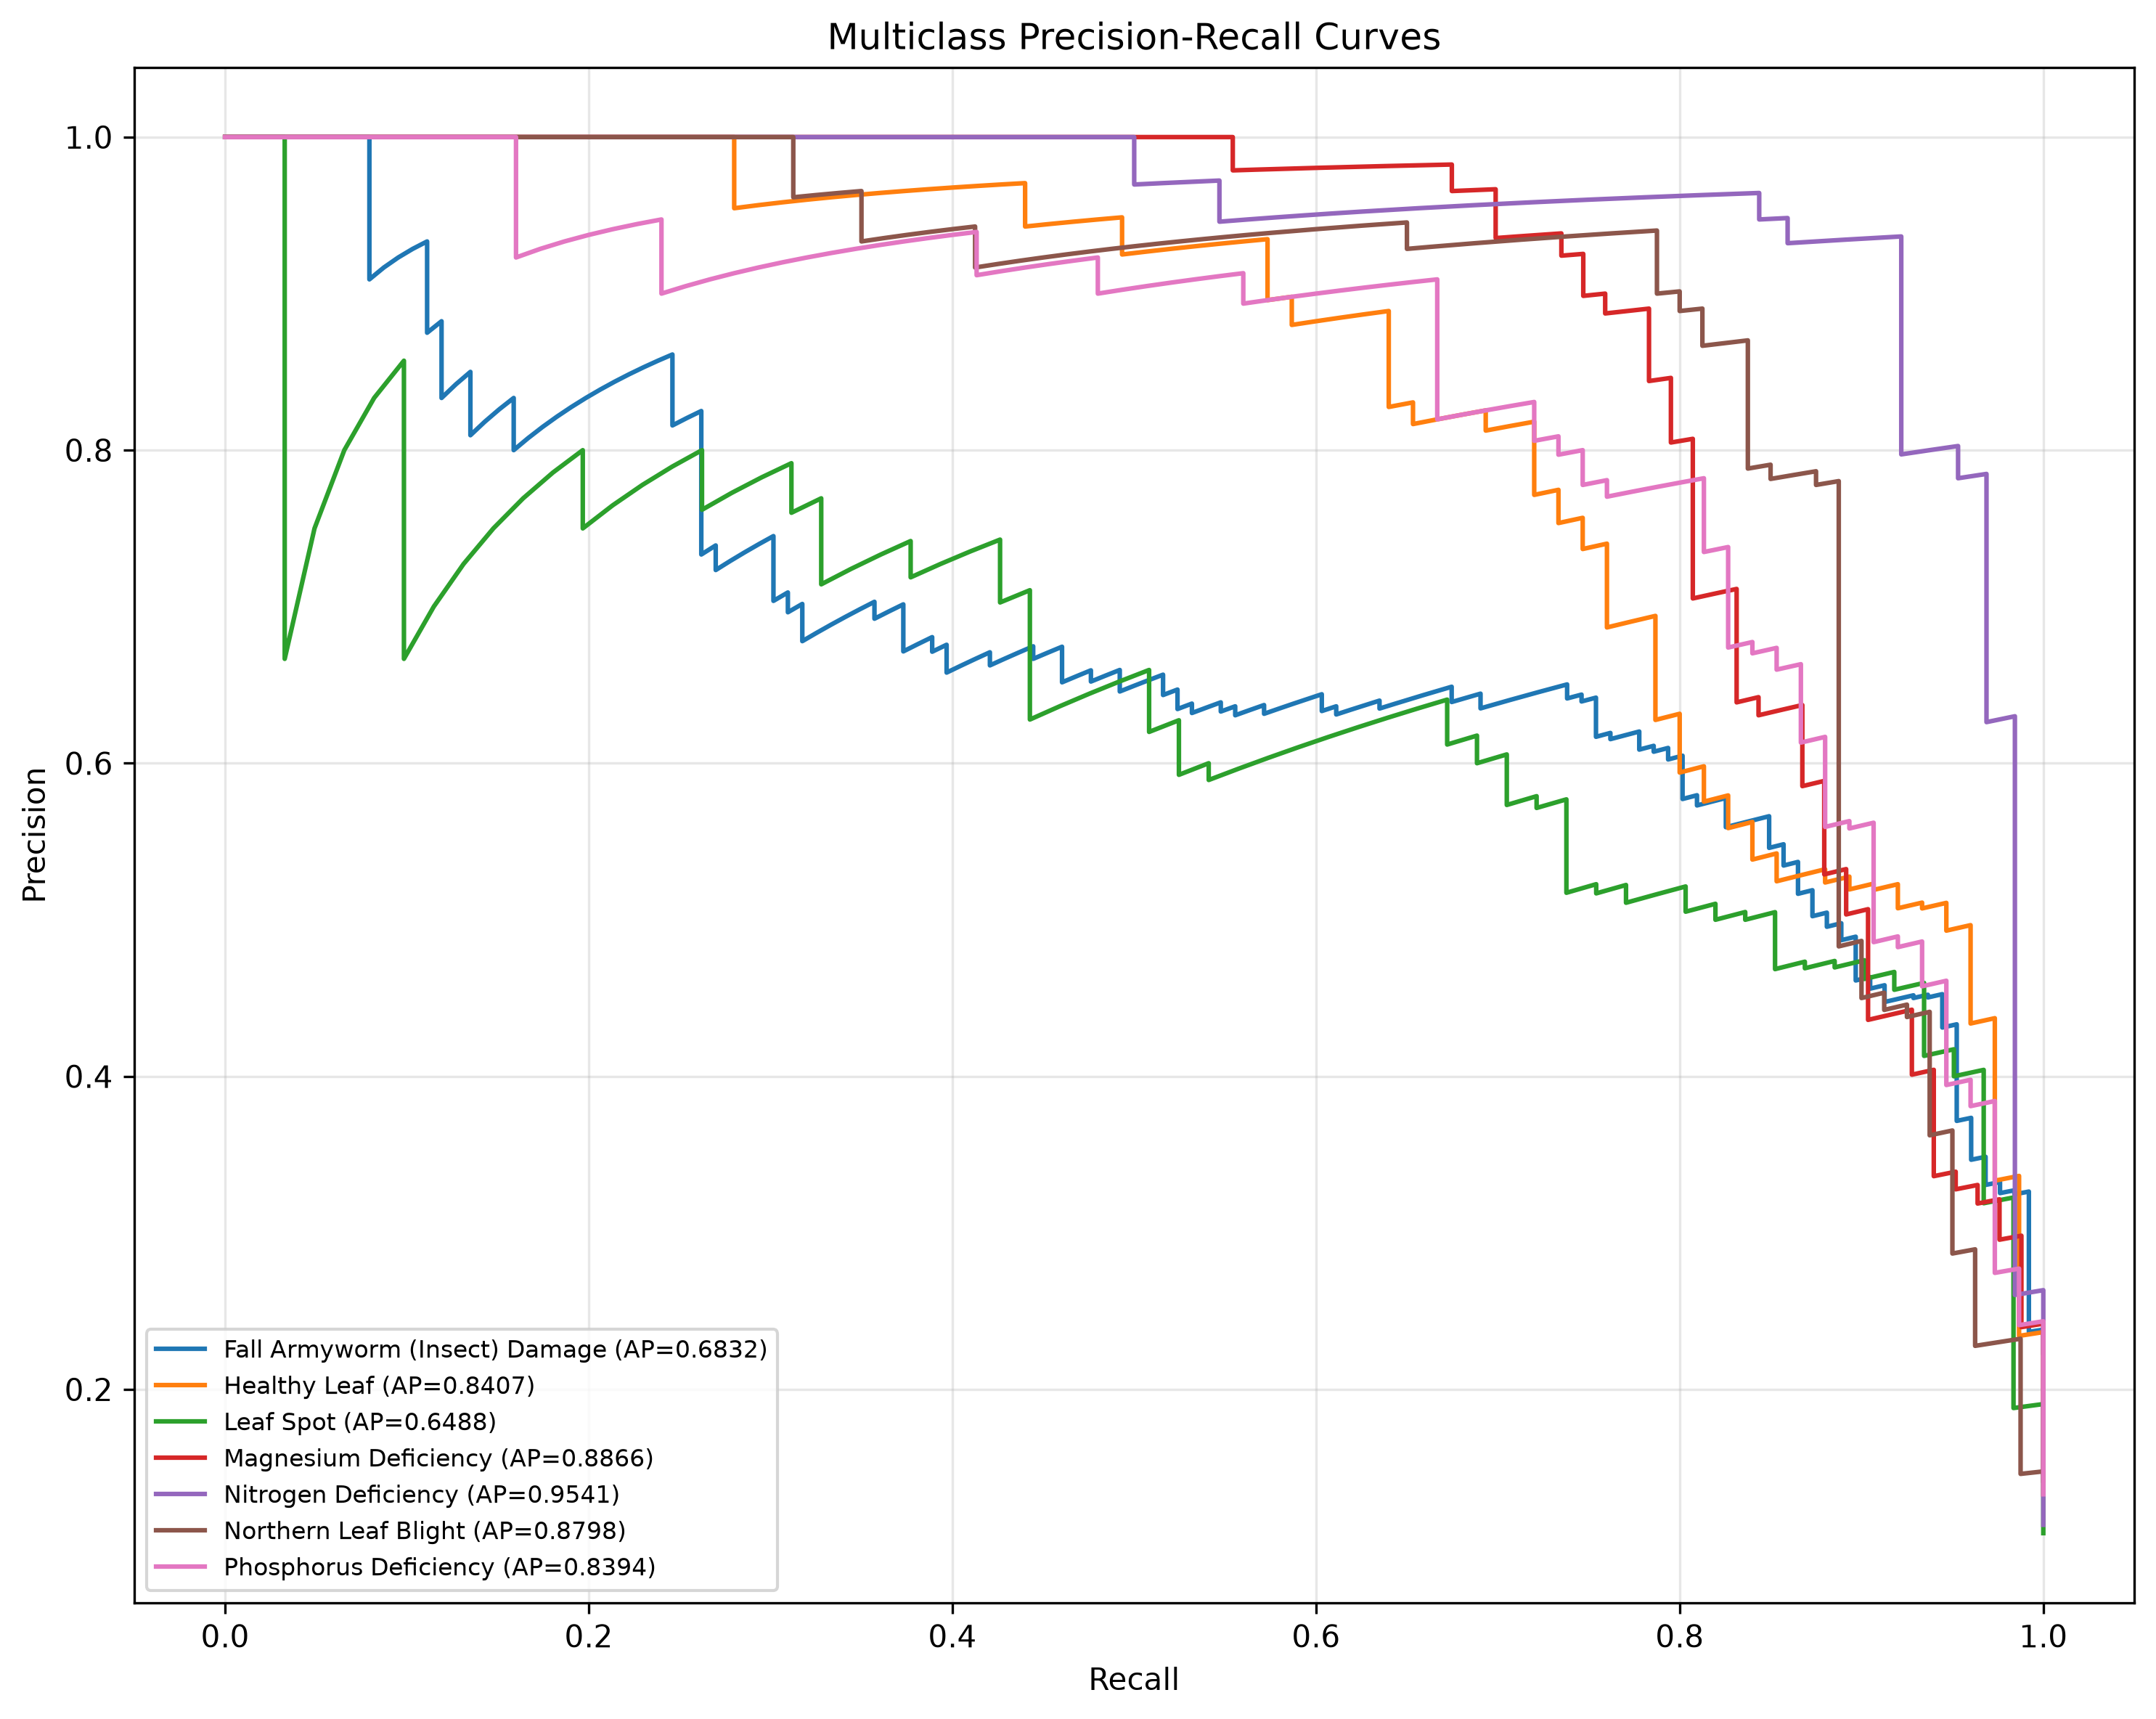 Multiclass Precision-Recall Curves
1.0
0.8
0.6
0.4
0.2
Precision
Fall Armyworm (Insect) Damage (AP=0.6832)
Healthy Leaf (AP=0.8407)
Leaf Spot (AP=0.6488)
Magnesium Deficiency (AP=0.8866)
Nitrogen Deficiency (AP=0.9541)
Northern Leaf Blight (AP=0.8798)
Phosphorus Deficiency (AP=0.8394)
0.0 0.2 0.4 0.6 0.8 1.0
Recall